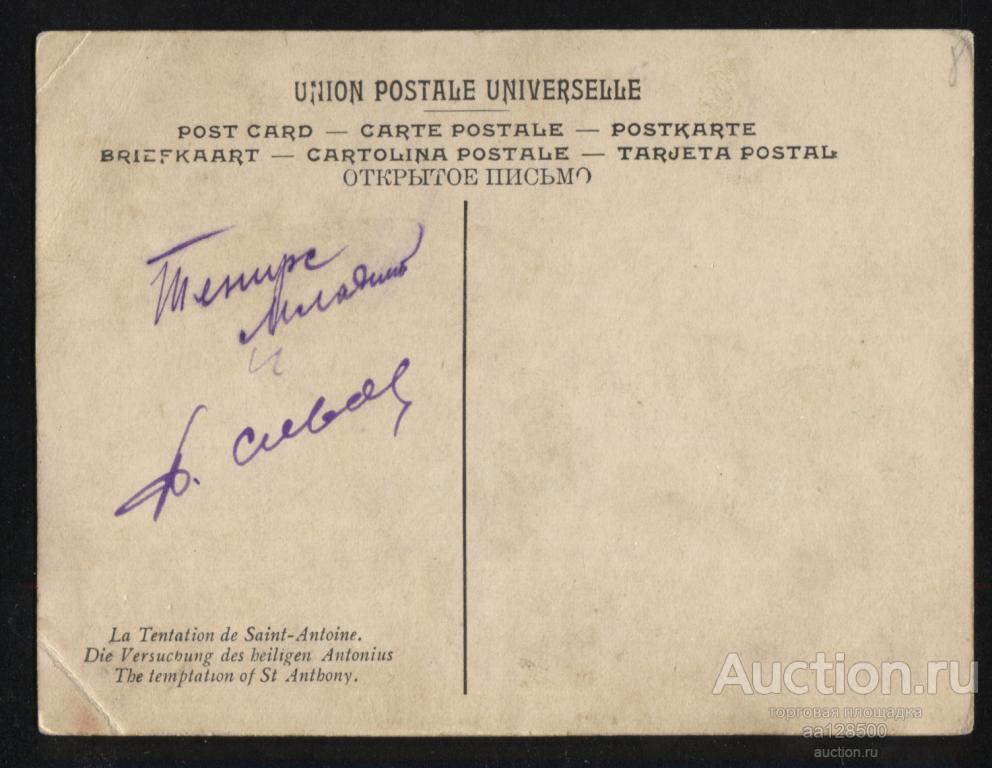 8
UNION POSTALE UNIVERSELLE
POST CARD — CARTE POSTALE — POSTKARTE
BRIEFKAART — CARTOLINA POSTALE — TARJETA POSTAL
ОТКРЫТОЕ ПИСЬМО
Тенирс
Младший
La Tentation de Saint-Antoine.
Die Versuchung des heiligen Antonius
The temptation of St Anthony.
Auction.ru
торговая площадка
aa128500
auction.ru